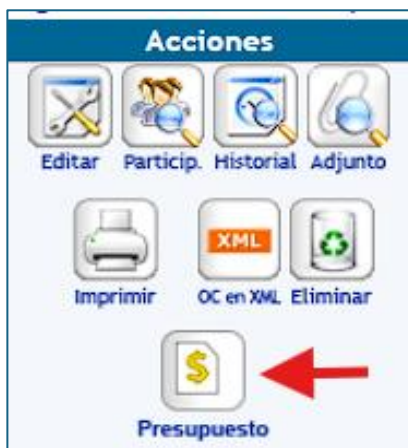 Acciones
Editar Particip. Historial Adjunto
XML
Imprimir OC en XML Eliminar
$
Presupuesto